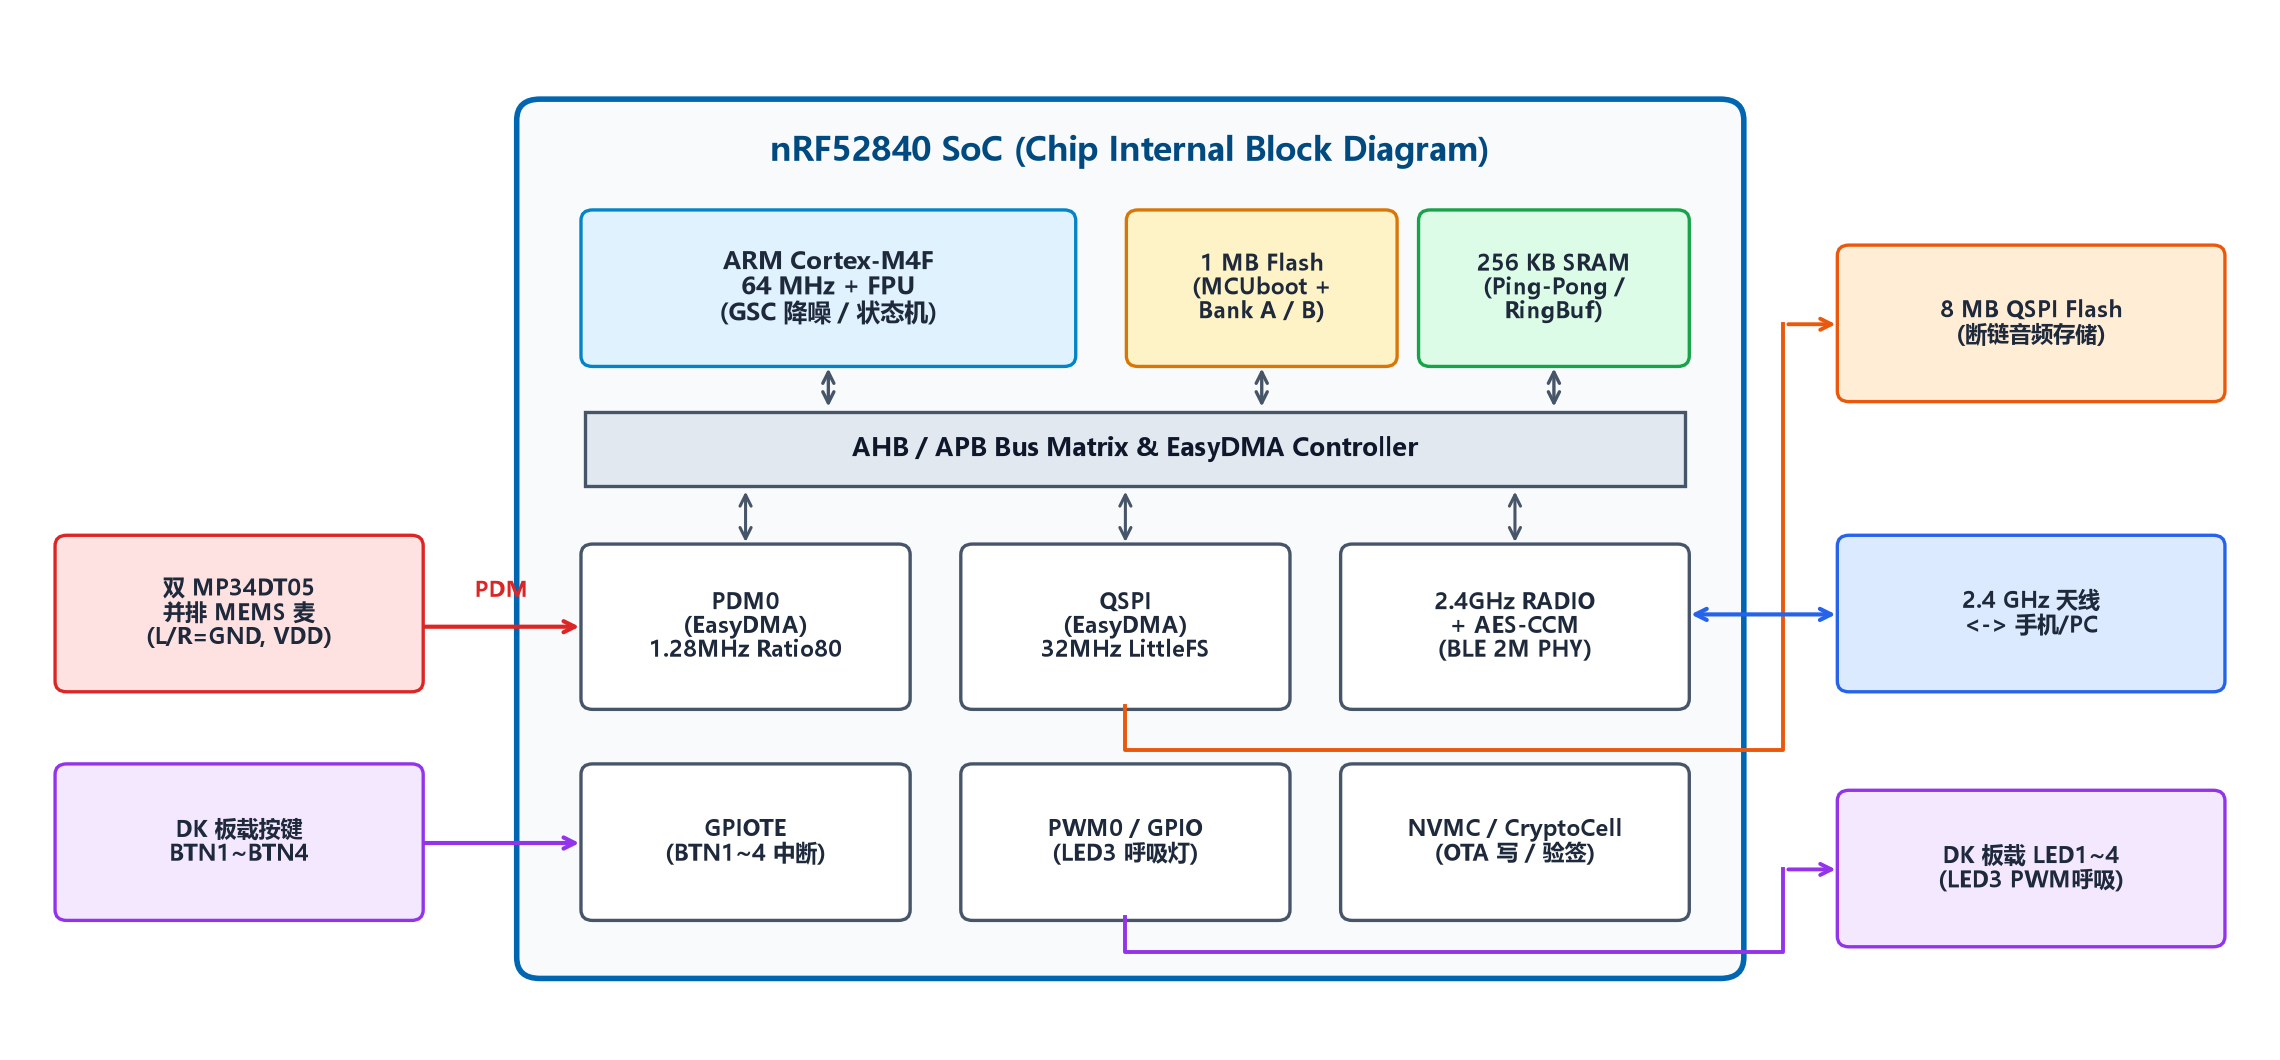 nRF52840 SoC (Chip Internal Block Diagram)
ARM Cortex-M4F
64 MHz + FPU
(GSC 降噪 / 状态机)
1 MB Flash
(MCUboot +
Bank A / B)
256 KB SRAM
(Ping-Pong /
RingBuf)
8 MB QSPI Flash
(断链音频存储)
AHB / APB Bus Matrix & EasyDMA Controller
双 MP34DT05
并排 MEMS 麦
(L/R=GND, VDD)
PDM
PDM0
(EasyDMA)
1.28MHz Ratio80
QSPI
(EasyDMA)
32MHz LittleFS
2.4GHz RADIO
+ AES-CCM
(BLE 2M PHY)
2.4 GHz 天线
<-> 手机/PC
DK 板载按键
BTN1~BTN4
GPIOTE
(BTN1~4 中断)
PWM0 / GPIO
(LED3 呼吸灯)
NVMC / CryptoCell
(OTA 写 / 验签)
DK 板载 LED1~4
(LED3 PWM呼吸)